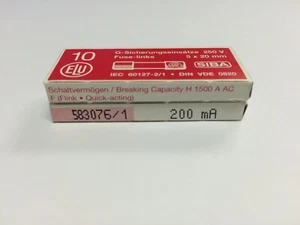 10
ELU
G-Sicherungseinsätze 250 V.
Fuse-links 5 x 20 mm
SIBA
IEC 60127-2/1 • DIN VDE 0820
Schaltvermögen / Breaking Capacity H 1500 A AC
F (Flink • Quick-acting)
583076/1 200 mA